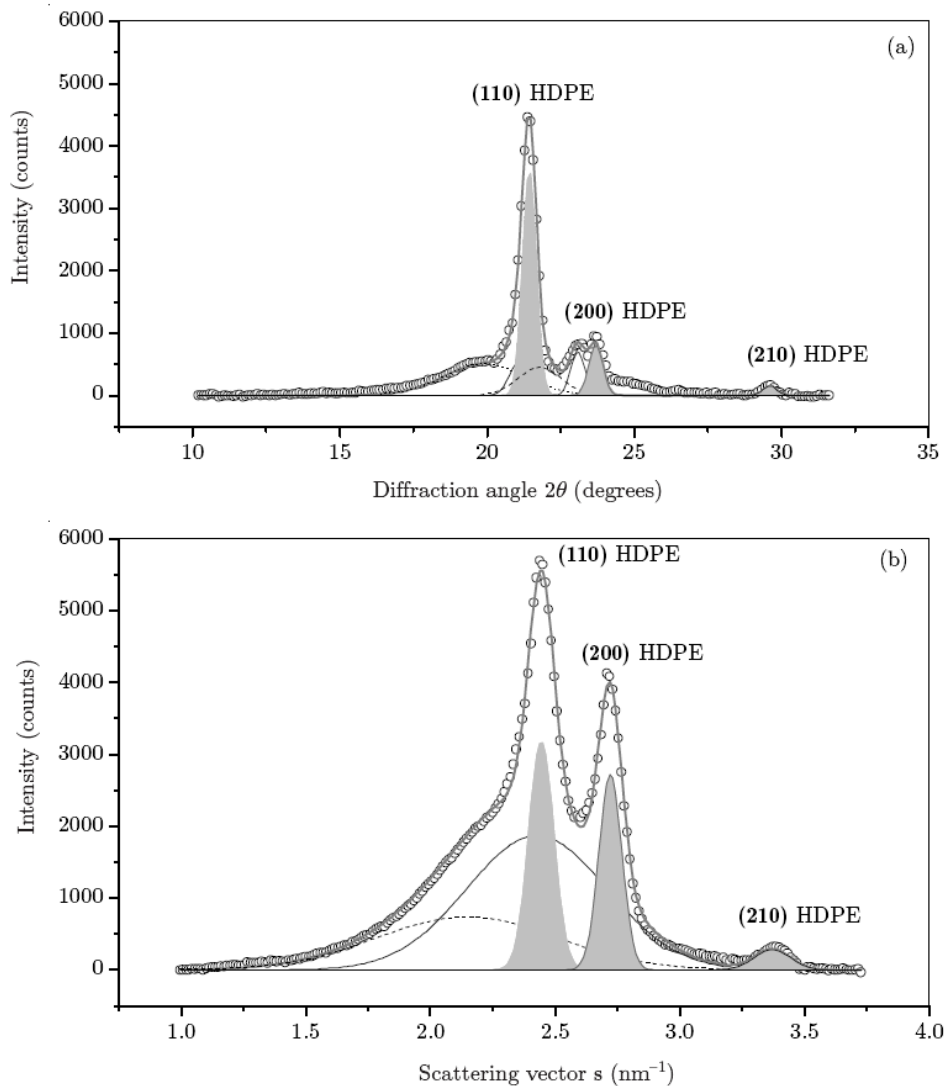 6000
(a)
5000
(110) HDPE
4000
3000
2000
(200) HDPE
1000
(210) HDPE
0
10
15
20
25
30
35
Intensity (counts)
Diffraction angle 2θ (degrees)
6000
(110) HDPE
(b)
5000
(200) HDPE
4000
3000
2000
1000
(210) HDPE
0
1.0
1.5
2.0
2.5
3.0
3.5
4.0
Intensity (counts)
Scattering vector s (nm⁻¹)